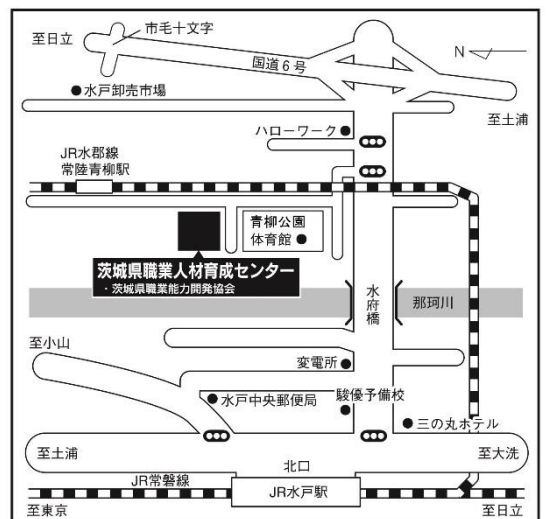 市毛十文字
至日立
国道6号
N
水戸卸売市場
至土浦
ハローワーク
JR水郡線
常陸青柳駅
青柳公園
体育館
茨城県職業人材育成センター
・茨城県職業能力開発協会
水府橋
那珂川
至小山
変電所
水戸中央郵便局
駿優予備校
三の丸ホテル
至土浦
至大洗
北口
JR常磐線
JR水戸駅
至東京
至日立